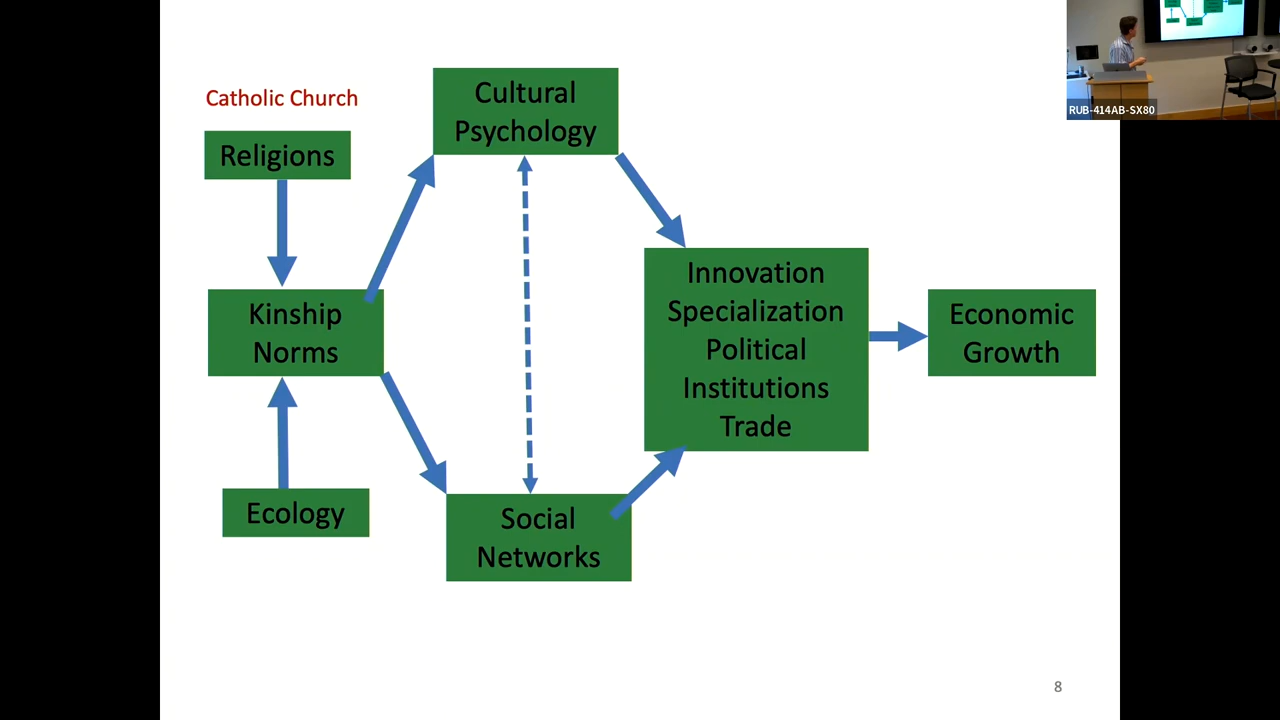 Catholic Church
Religions
Cultural
Psychology
Kinship
Norms
Innovation
Specialization
Political
Institutions
Trade
Economic
Growth
Ecology
Social
Networks
8
RUB-414AB-SX80